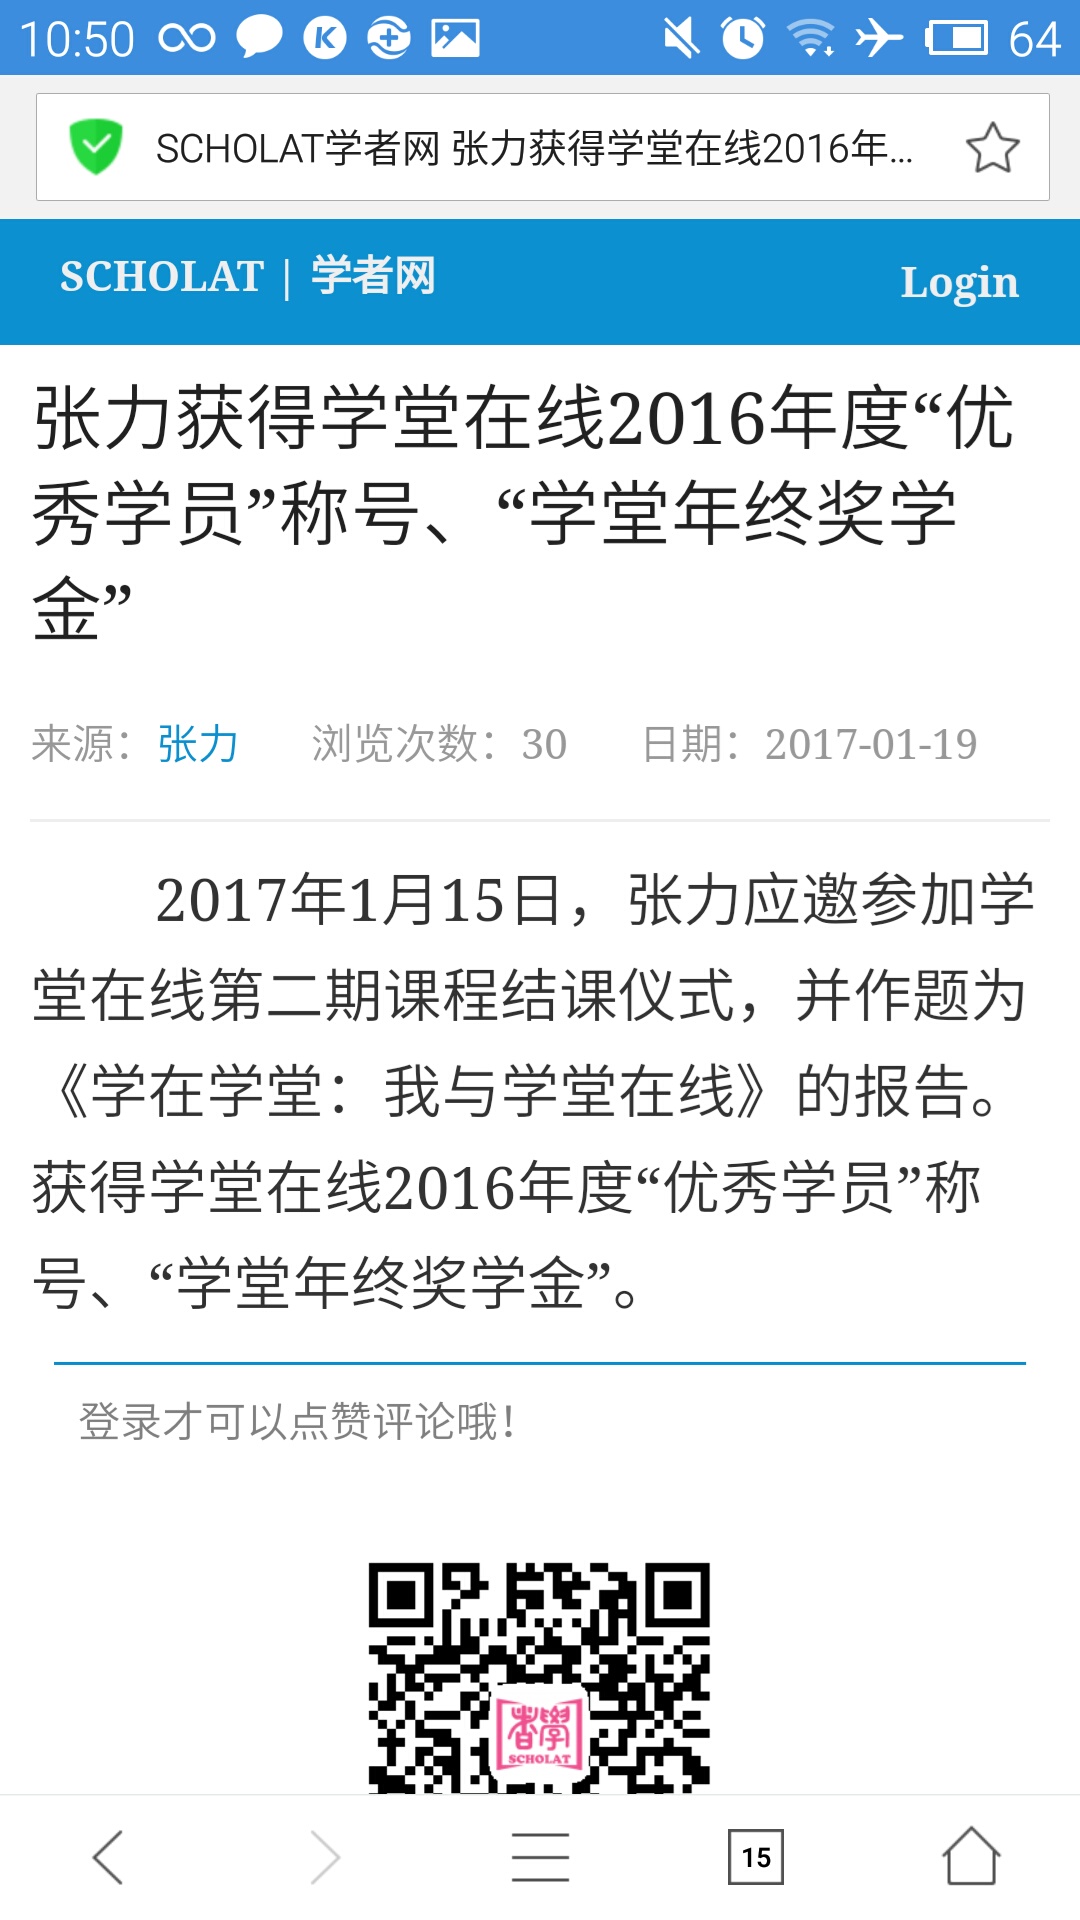 10:50
64
SCHOLAT学者网 张力获得学堂在线2016年...
SCHOLAT | 学者网
Login
张力获得学堂在线2016年度“优
秀学员”称号、“学堂年终奖学
金”
来源：张力 浏览次数：30 日期：2017-01-19
2017年1月15日，张力应邀参加学
堂在线第二期课程结课仪式，并作题为
《学在学堂：我与学堂在线》的报告。
获得学堂在线2016年度“优秀学员”称
号、“学堂年终奖学金”。
登录才可以点赞评论哦！
者學
SCHOLAT
15